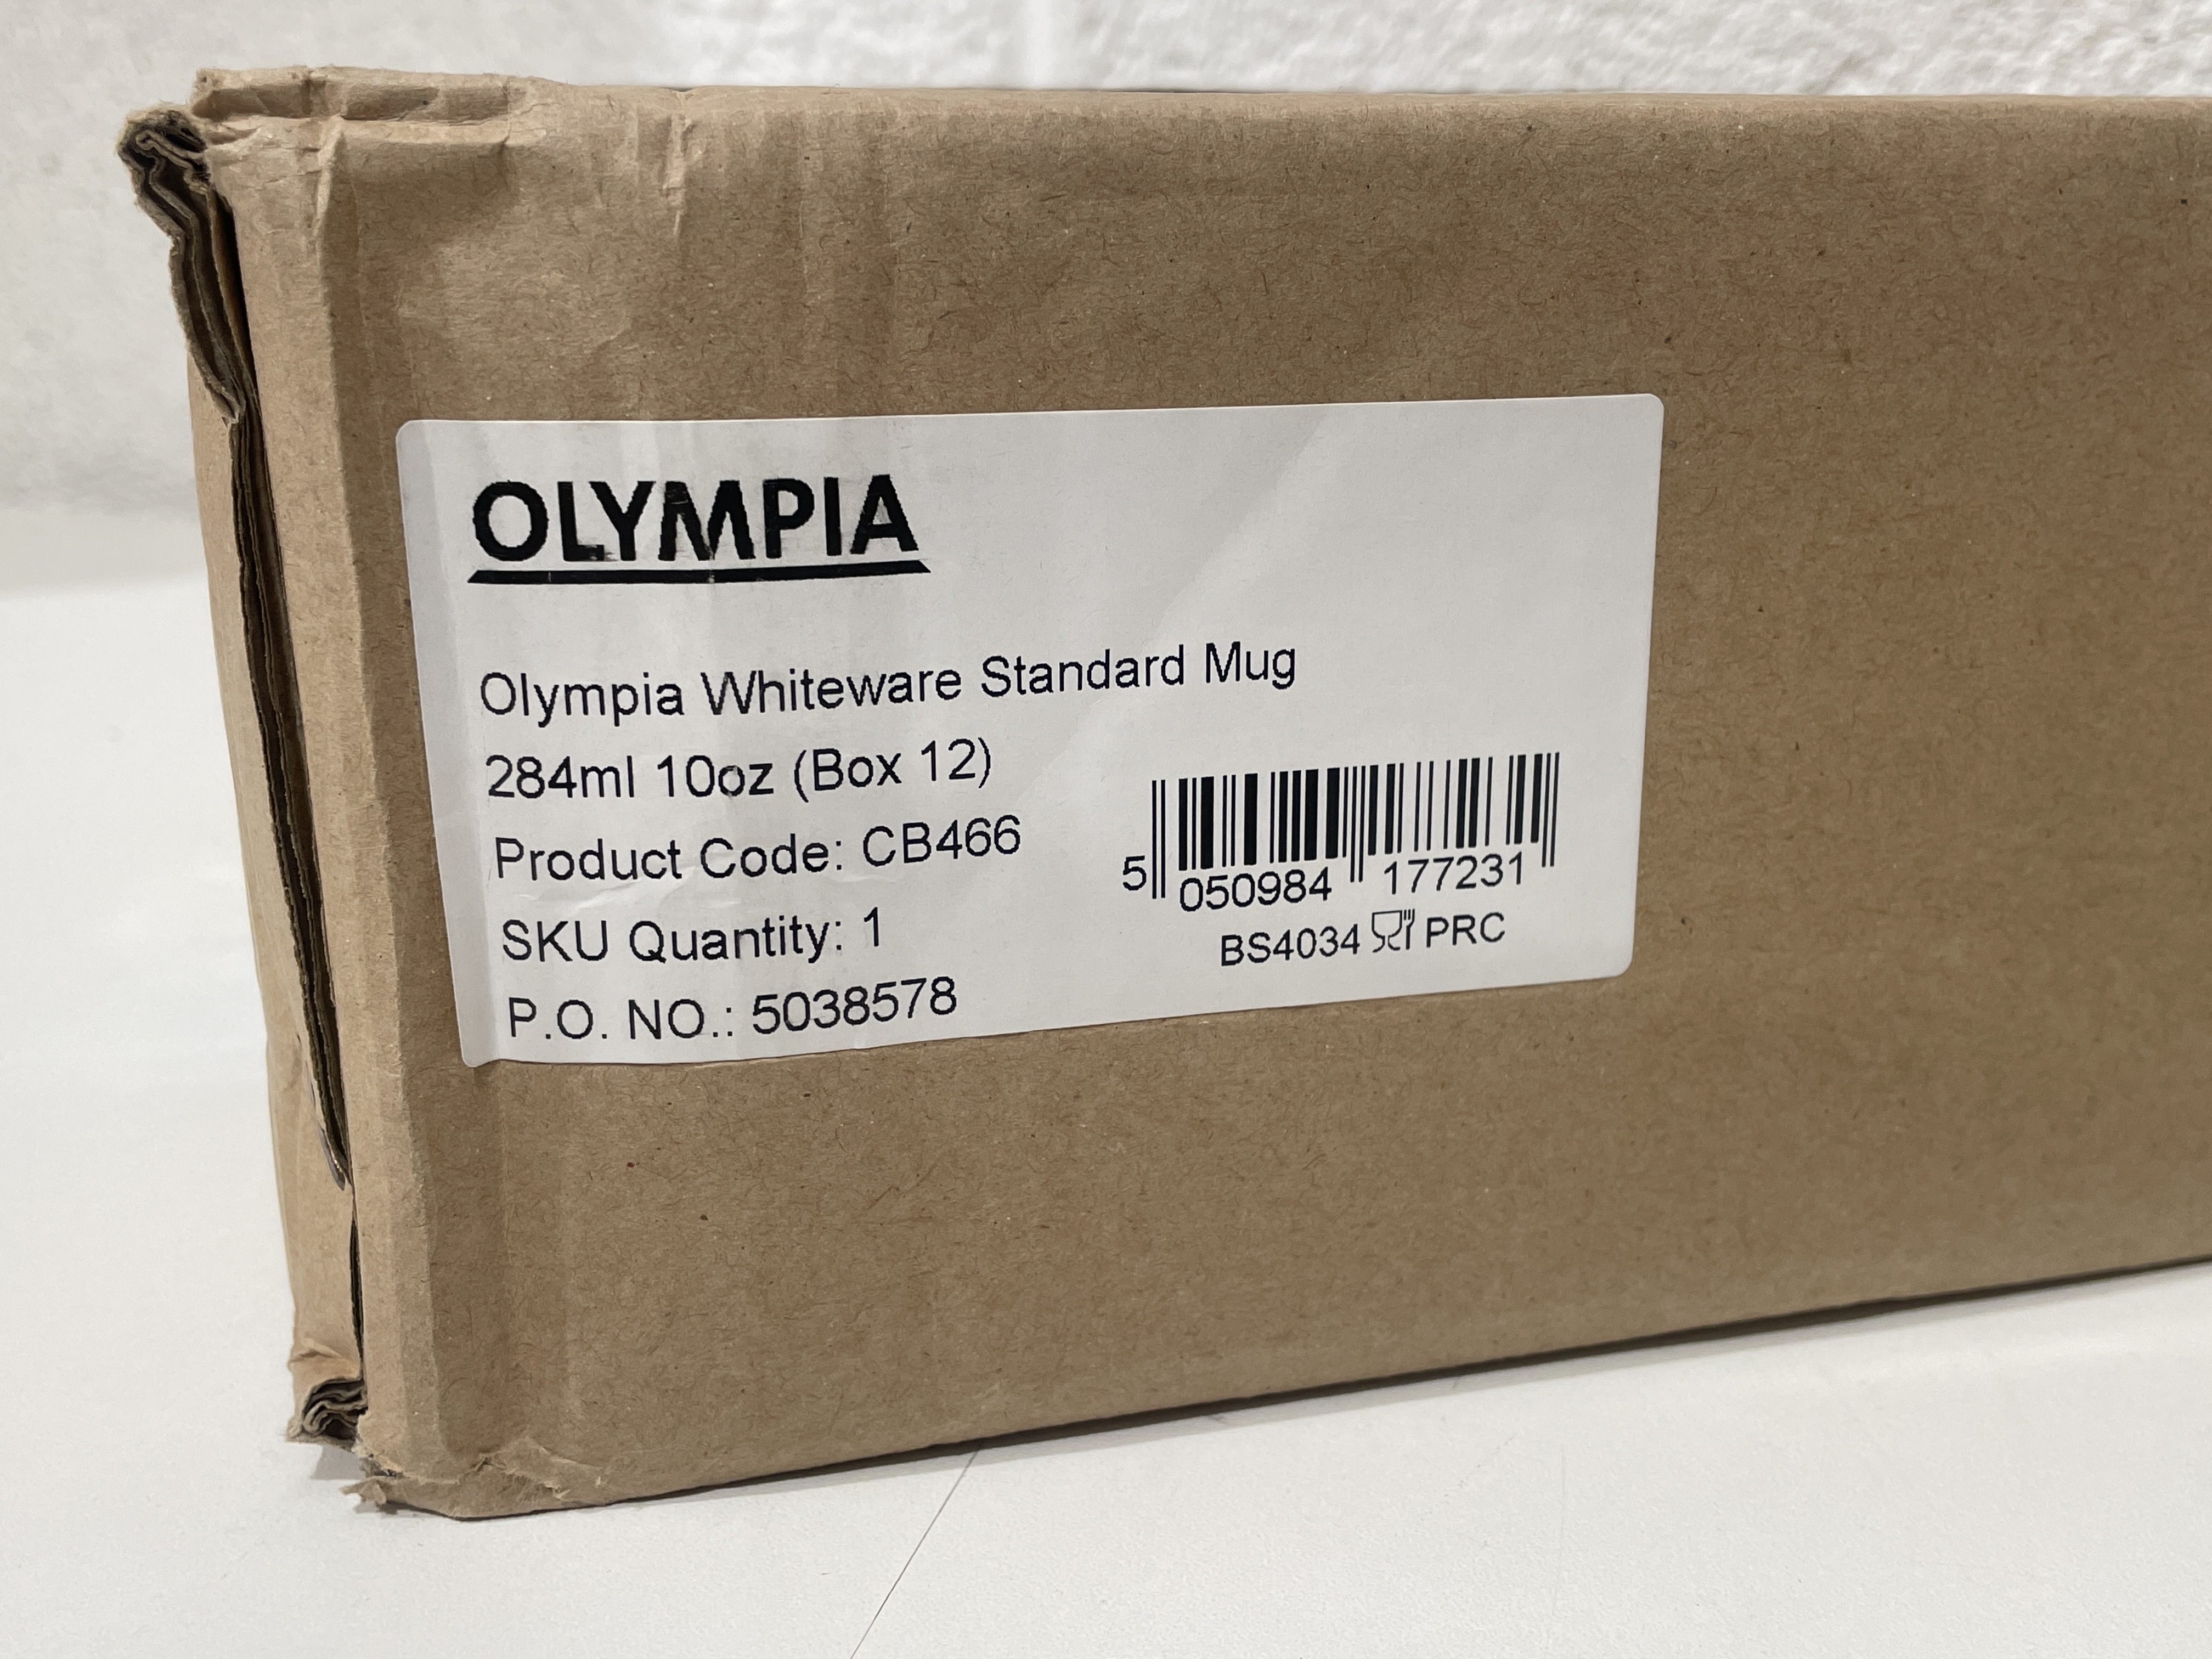 OLYMPIA
Olympia Whiteware Standard Mug
284ml 10oz (Box 12)
Product Code: CB466
SKU Quantity: 1
P.O. NO.: 5038578
5 050984 177231
BS4034 PRC